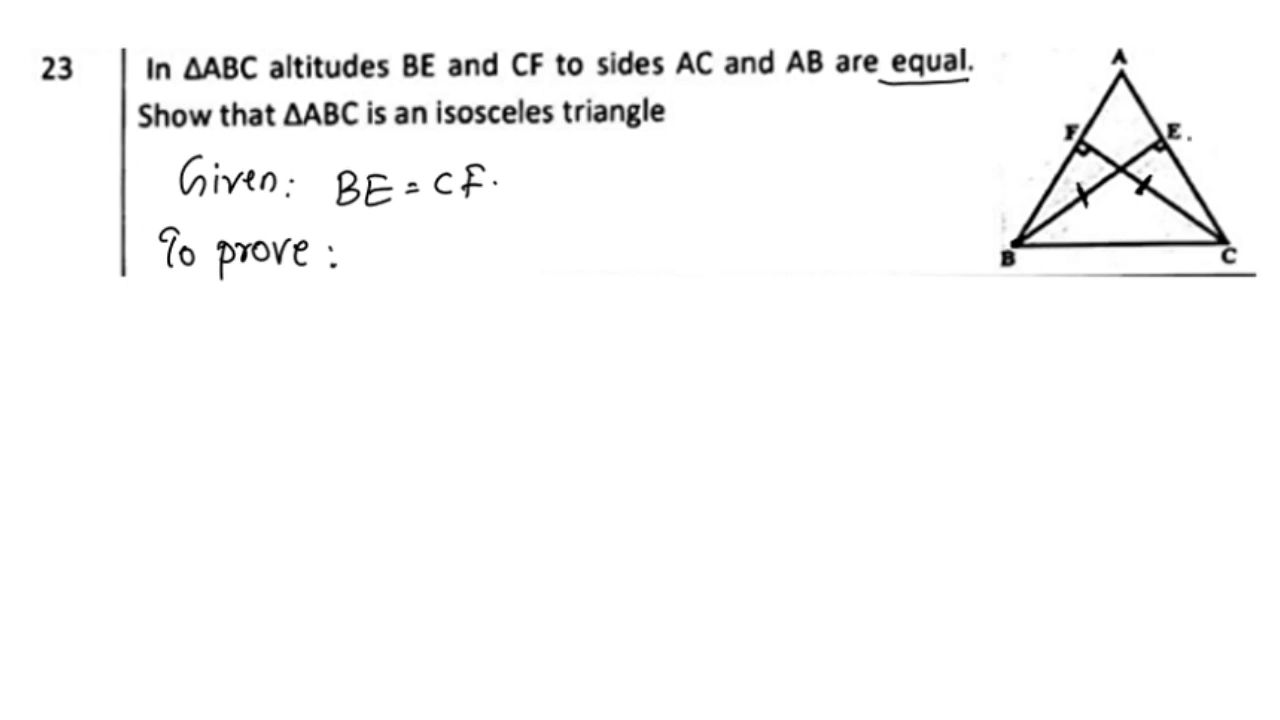 23 In ΔABC altitudes BE and CF to sides AC and AB are equal.
Show that ΔABC is an isosceles triangle
Given: BE = CF.
To prove :
A
F E.
B C